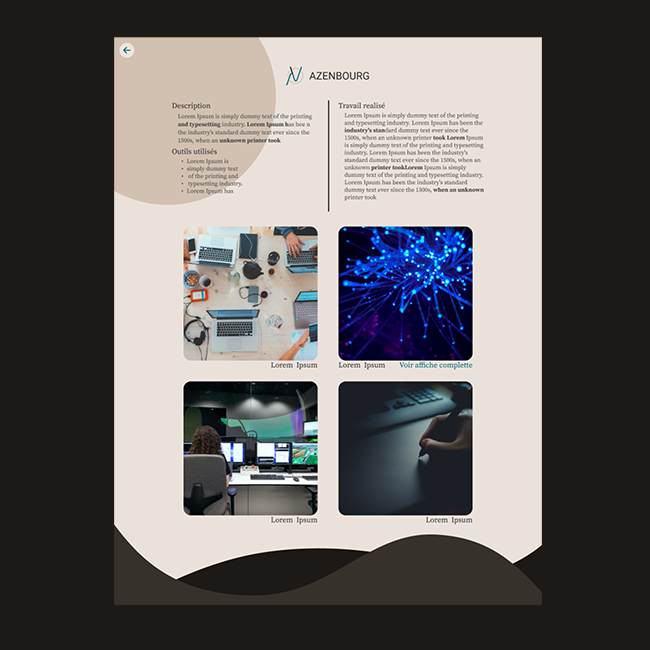 AZENBOURG
Description
Lorem Ipsum is simply dummy text of the printing
and typesetting industry. Lorem Ipsum has bee n
the industry's standard dummy text ever since the
1500s, when an unknown printer took
Outils utilisés
• Lorem Ipsum is
• simply dummy text
• of the printing and
• typesetting industry.
• Lorem Ipsum has
Travail realisé
Lorem Ipsum is simply dummy text of the printing
and typesetting industry. Lorem Ipsum has been the
industry's standard dummy text ever since the
1500s, when an unknown printer took Lorem Ipsum
is simply dummy text of the printing and typesetting
industry. Lorem Ipsum has been the industry's
standard dummy text ever since the 1500s, when an
unknown printer tookLorem Ipsum is simply
dummy text of the printing and typesetting industry.
Lorem Ipsum has been the industry's standard
dummy text ever since the 1500s, when an unknown
printer took
Lorem Ipsum
Lorem Ipsum
Voir affiche complette
Lorem Ipsum
Lorem Ipsum